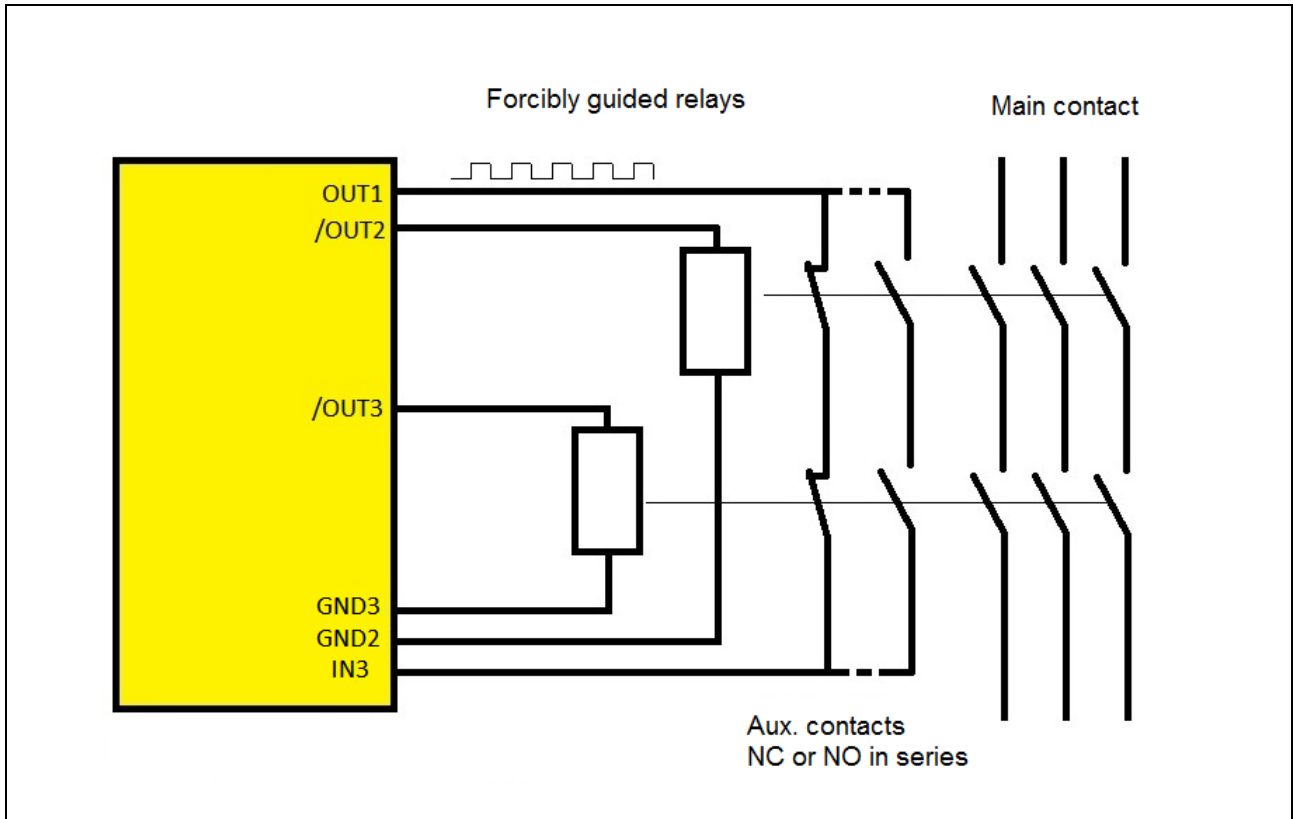 Forcibly guided relays
Main contact
OUT1
/OUT2
/OUT3
GND3
GND2
IN3
Aux. contacts
NC or NO in series